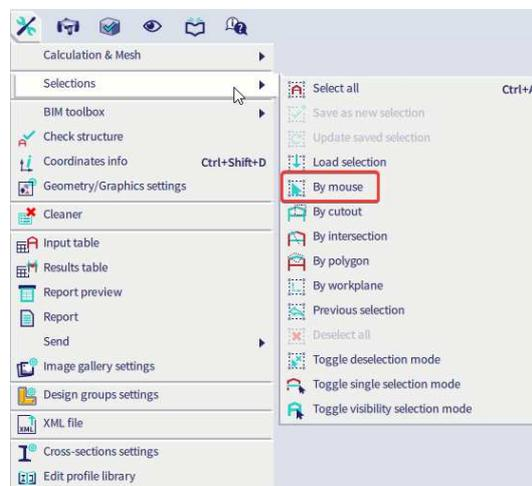 Calculation & Mesh
Selections
BIM toolbox
Check structure
Coordinates info Ctrl+Shift+D
Geometry/Graphics settings
Cleaner
Input table
Results table
Report preview
Report
Send
Image gallery settings
Design groups settings
XML file
Cross-sections settings
Edit profile library
Select all Ctrl+A
Save as new selection
Update saved selection
Load selection
By mouse
By cutout
By intersection
By polygon
By workplane
Previous selection
Deselect all
Toggle deselection mode
Toggle single selection mode
Toggle visibility selection mode